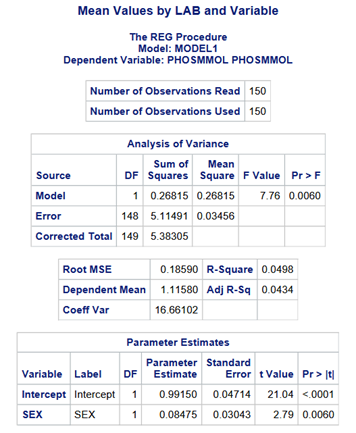 Mean Values by LAB and Variable
The REG Procedure
Model: MODEL1
Dependent Variable: PHOSMMOL PHOSMMOL
Number of Observations Read 150
Number of Observations Used 150
Analysis of Variance
Source DF Sum of Squares Mean Square F Value Pr > F
Model 1 0.26815 0.26815 7.76 0.0060
Error 148 5.11491 0.03456
Corrected Total 149 5.38305
Root MSE 0.18590 R-Square 0.0498
Dependent Mean 1.11580 Adj R-Sq 0.0434
Coeff Var 16.66102
Parameter Estimates
Variable Label DF Parameter Estimate Standard Error t Value Pr > |t|
Intercept Intercept 1 0.99150 0.04714 21.04 <.0001
SEX SEX 1 0.08475 0.03043 2.79 0.0060